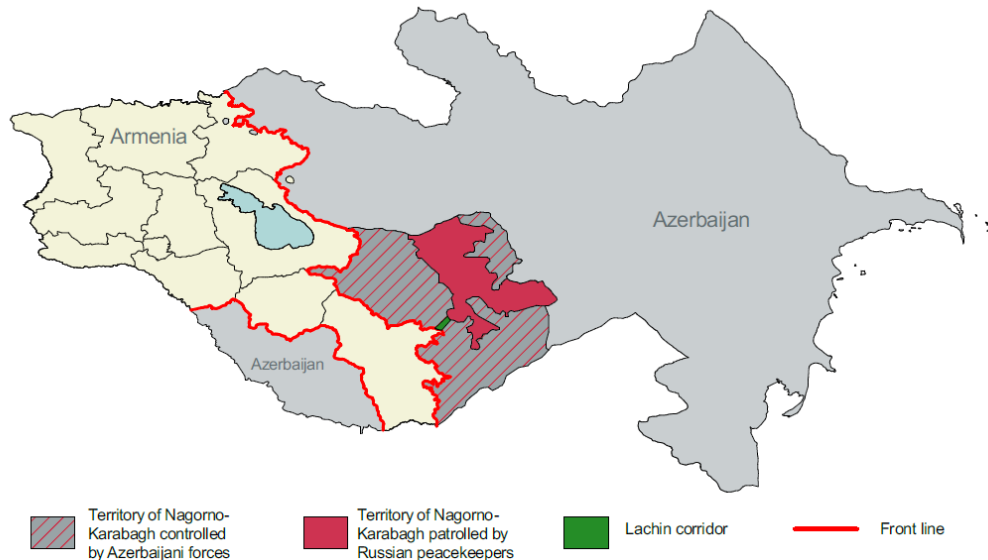 Armenia
Azerbaijan
Azerbaijan
Territory of Nagorno-
Karabagh controlled
by Azerbaijani forces
Territory of Nagorno-
Karabagh patrolled by
Russian peacekeepers
Lachin corridor
Front line